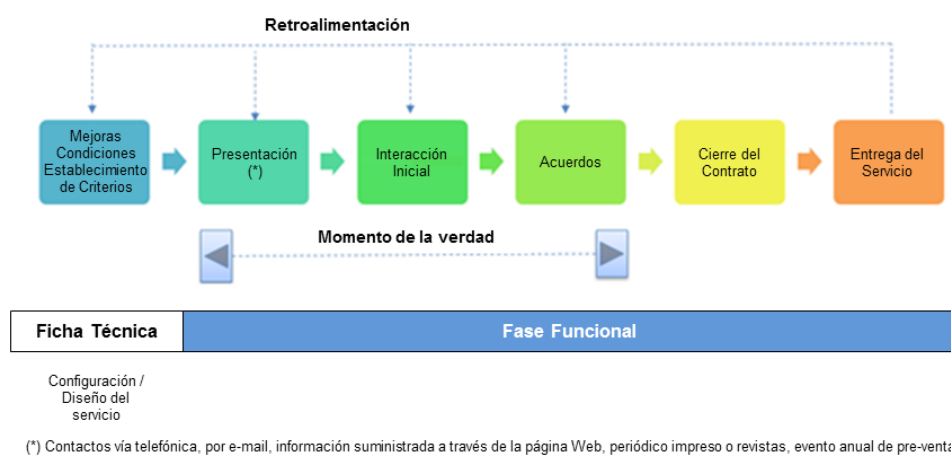 Retroalimentación
Mejoras
Condiciones
Establecimiento
de Criterios
Presentación
(*)
Interacción
Inicial
Acuerdos
Cierre del
Contrato
Entrega del
Servicio
Momento de la verdad
Ficha Técnica
Fase Funcional
Configuración /
Diseño del
servicio
(*) Contactos vía telefónica, por e-mail, información suministrada a través de la página Web, periódico impreso o revistas, evento anual de pre-venta